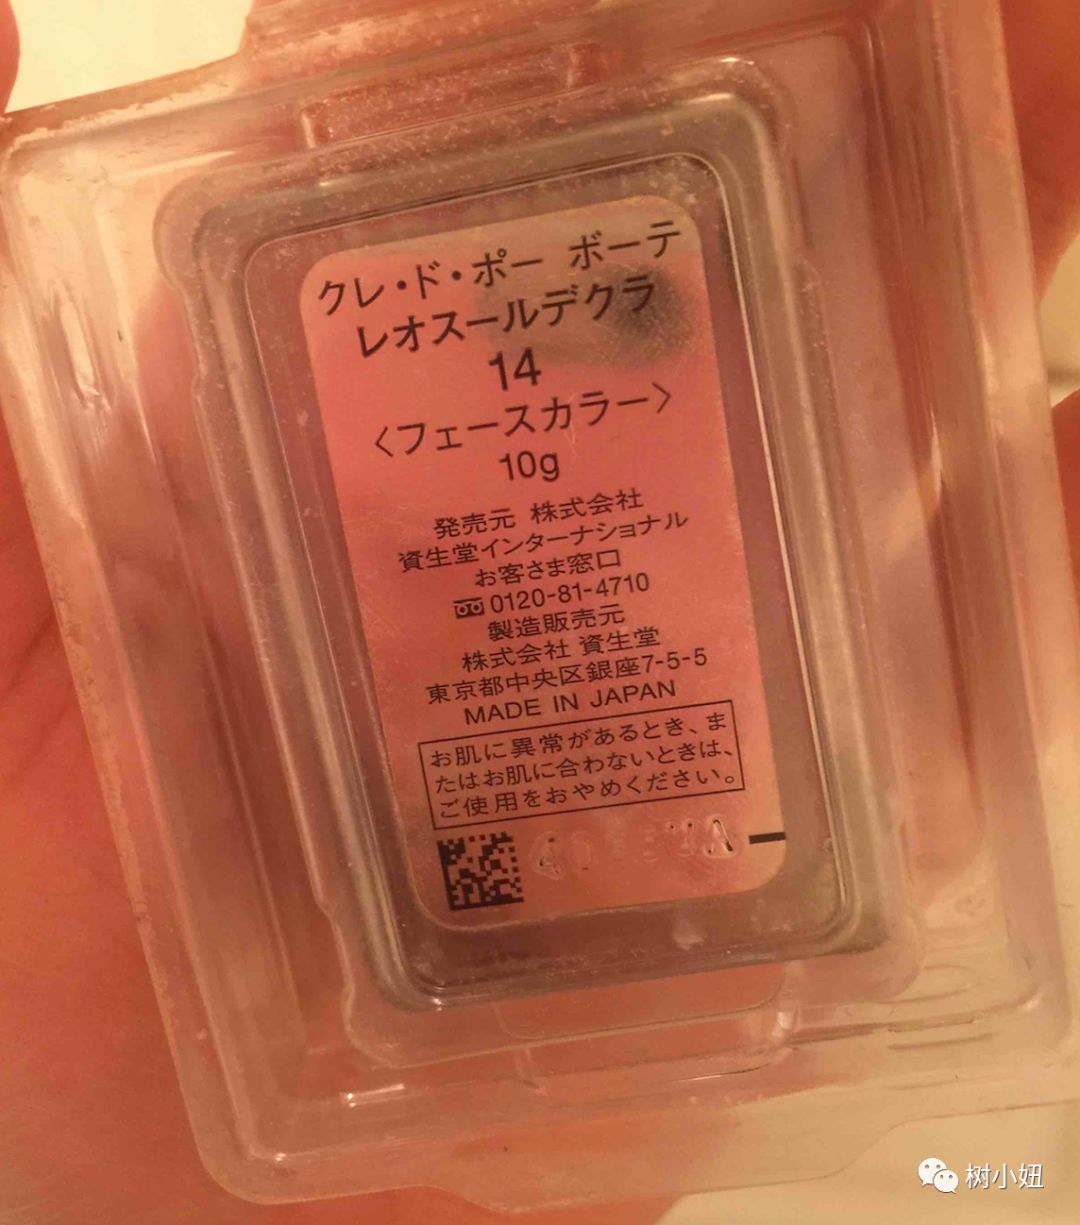 クレ・ド・ポー ボーテ
レオスールデクラ
14
〈フェースカラー〉
10g
発売元 株式会社
資生堂インターナショナル
お客さま窓口
0120-81-4710
製造販売元
株式会社 資生堂
東京都中央区銀座7-5-5
MADE IN JAPAN
お肌に異常があるとき、ま
たはお肌に合わないときは、
ご使用をおやめください。
树小妞